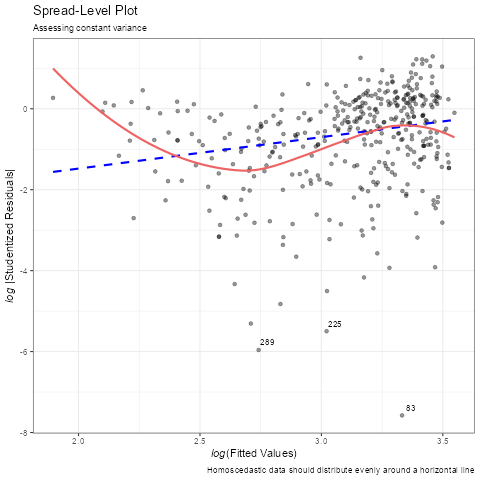 Spread-Level Plot
Assessing constant variance
log |Studentized Residuals|
0
-2
-4
-6
-8
225
289
83
2.0
2.5
3.0
3.5
log(Fitted Values)
Homoscedastic data should distribute evenly around a horizontal line